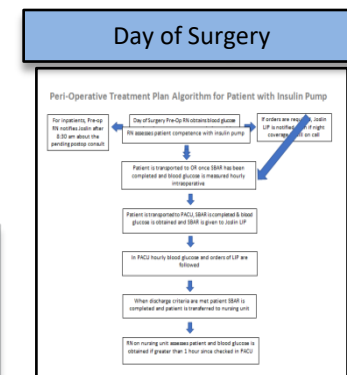 Day of Surgery
Peri-Operative Treatment Plan Algorithm for Patient with Insulin Pump
For inpatients, Pre-op
RN notifies Joslin after
8:30 am about the
pending postop consult
Day of Surgery Pre-Op RN obtains blood glucose
RN assesses patient competence with insulin pump
If orders are required, Joslin
LIP is notified, even if night
coverage on call
Patient is transported to OR once SBAR has been
completed and blood glucose is measured hourly
intraoperative
Patient is transported to PACU, SBAR is completed & blood
glucose is obtained and SBAR is given to Joslin LIP
In PACU hourly blood glucose and orders of LIP are
followed
When discharge criteria are met patient SBAR is
completed and patient is transferred to nursing unit
RN on nursing unit assesses patient and blood glucose is
obtained if greater than 1 hour since checked in PACU